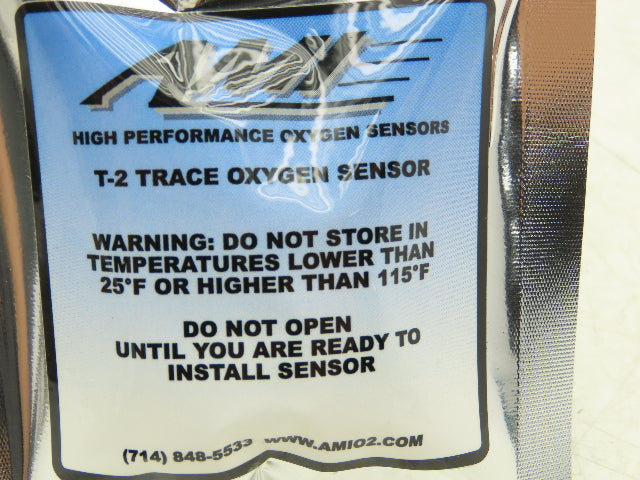 AMI
HIGH PERFORMANCE OXYGEN SENSORS
T-2 TRACE OXYGEN SENSOR
WARNING: DO NOT STORE IN
TEMPERATURES LOWER THAN
25°F OR HIGHER THAN 115°F
DO NOT OPEN
UNTIL YOU ARE READY TO
INSTALL SENSOR
(714) 848-5533 WWW.AMIO2.COM